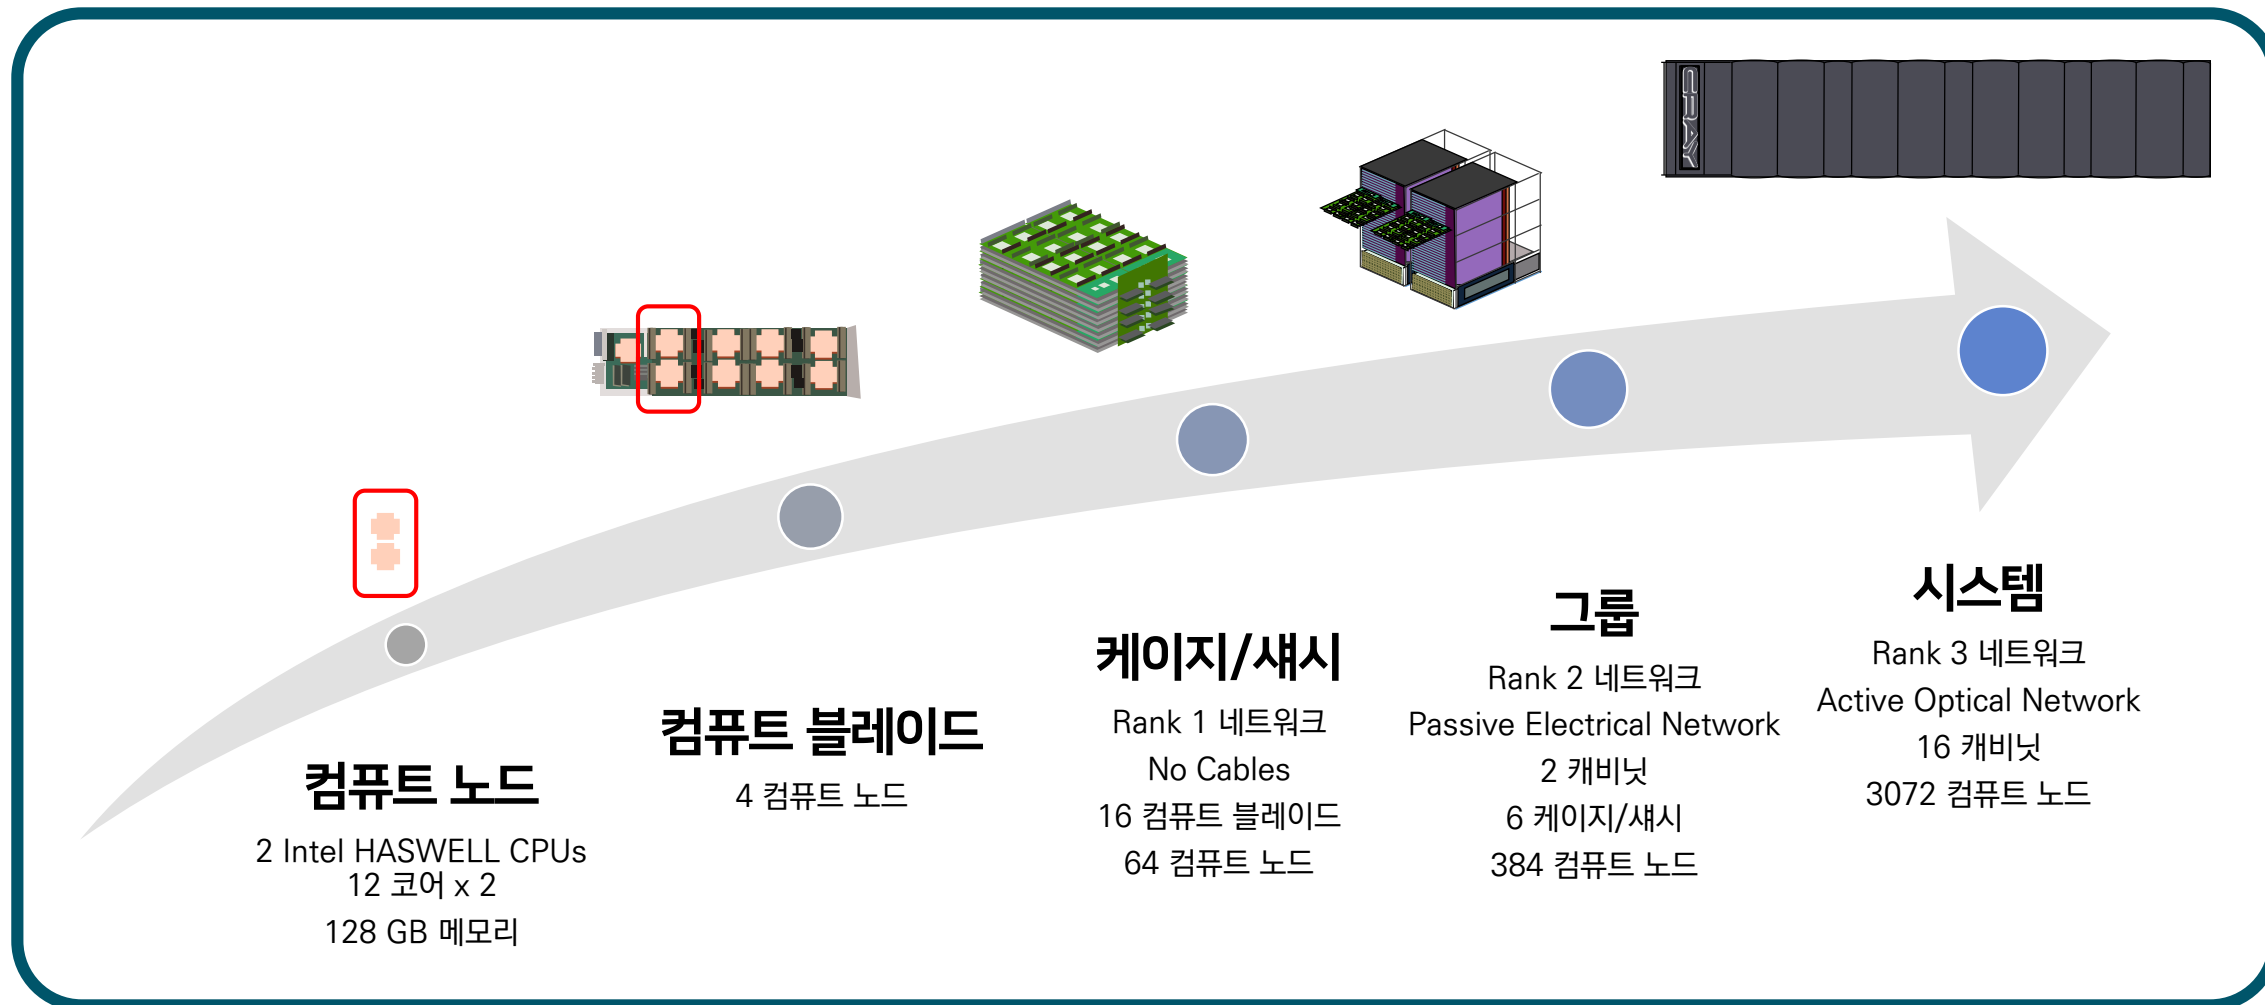 CRAY
컴퓨트 노드
2 Intel HASWELL CPUs
12 코어 x 2
128 GB 메모리
컴퓨트 블레이드
4 컴퓨트 노드
케이지/섀시
Rank 1 네트워크
No Cables
16 컴퓨트 블레이드
64 컴퓨트 노드
그룹
Rank 2 네트워크
Passive Electrical Network
2 캐비닛
6 케이지/섀시
384 컴퓨트 노드
시스템
Rank 3 네트워크
Active Optical Network
16 캐비닛
3072 컴퓨트 노드